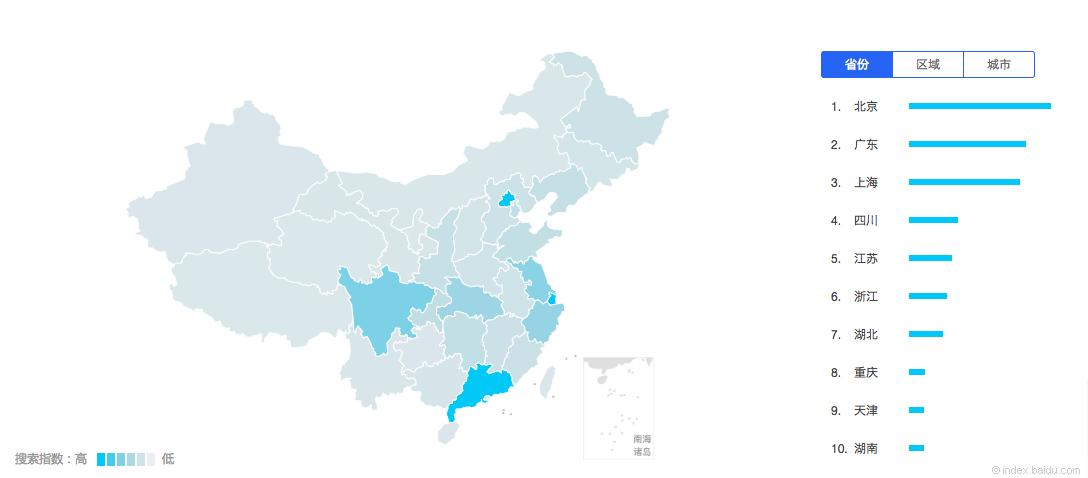 省份 区域 城市
1. 北京
2. 广东
3. 上海
4. 四川
5. 江苏
6. 浙江
7. 湖北
8. 重庆
9. 天津
10. 湖南
南海
诸岛
搜索指数：高 低
© index.baidu.com